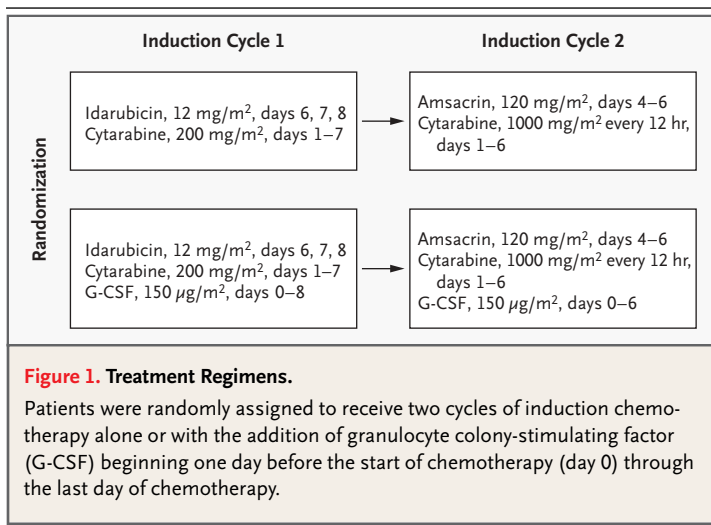 Induction Cycle 1
Induction Cycle 2
Randomization
Idarubicin, 12 mg/m², days 6, 7, 8
Cytarabine, 200 mg/m², days 1–7
Amsacrin, 120 mg/m², days 4–6
Cytarabine, 1000 mg/m² every 12 hr,
days 1–6
Idarubicin, 12 mg/m², days 6, 7, 8
Cytarabine, 200 mg/m², days 1–7
G-CSF, 150 µg/m², days 0–8
Amsacrin, 120 mg/m², days 4–6
Cytarabine, 1000 mg/m² every 12 hr,
days 1–6
G-CSF, 150 µg/m², days 0–6
Figure 1. Treatment Regimens.
Patients were randomly assigned to receive two cycles of induction chemo-
therapy alone or with the addition of granulocyte colony-stimulating factor
(G-CSF) beginning one day before the start of chemotherapy (day 0) through
the last day of chemotherapy.